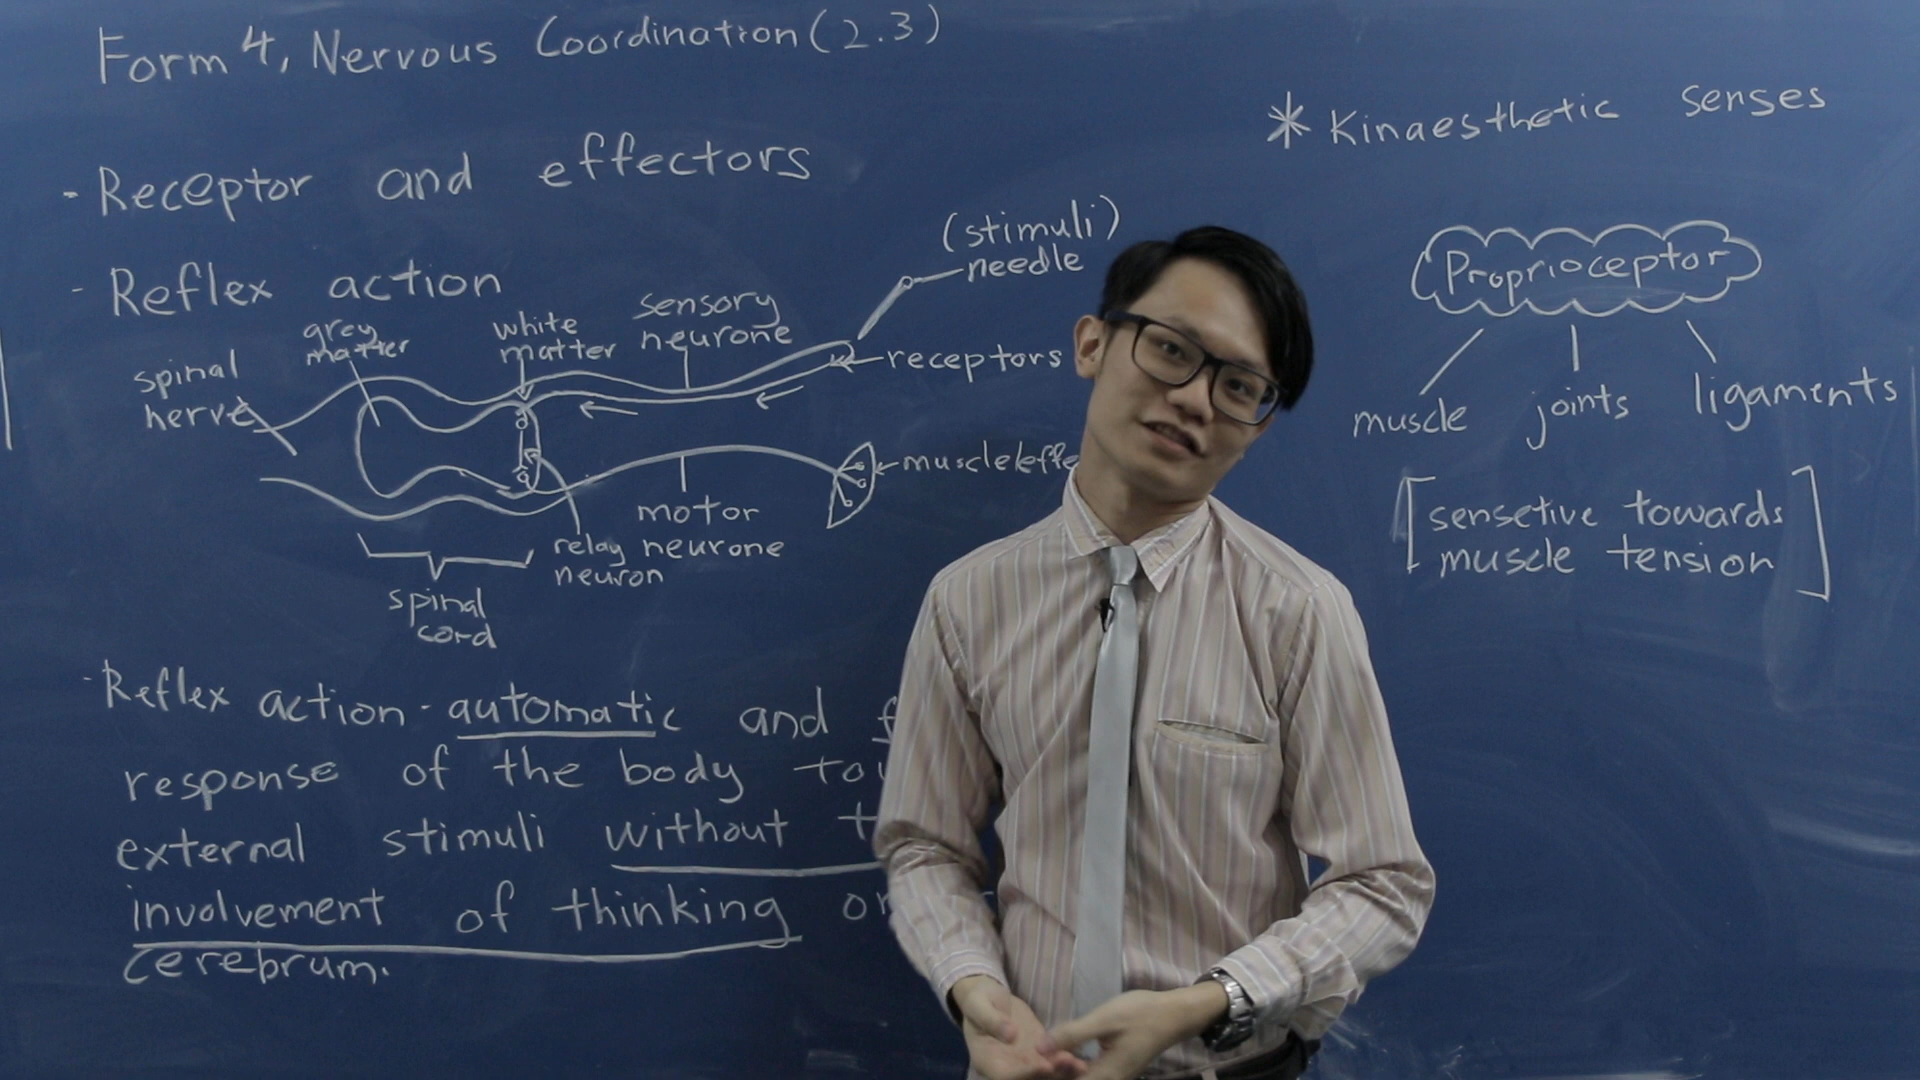 Form 4, Nervous Coordination (2.3)
- Receptor and effectors
- Reflex action
spinal
nerve
grey
matter
white
matter
sensory
neurone
(stimuli)
needle
receptors
muscle/effe
motor
neurone
relay
neuron
spinal
cord
- Reflex action - automatic and
response of the body
external stimuli without
involvement of thinking
cerebrum.
* Kinaesthetic senses
Proprioceptor
muscle joints ligaments
[sensetive towards
muscle tension]